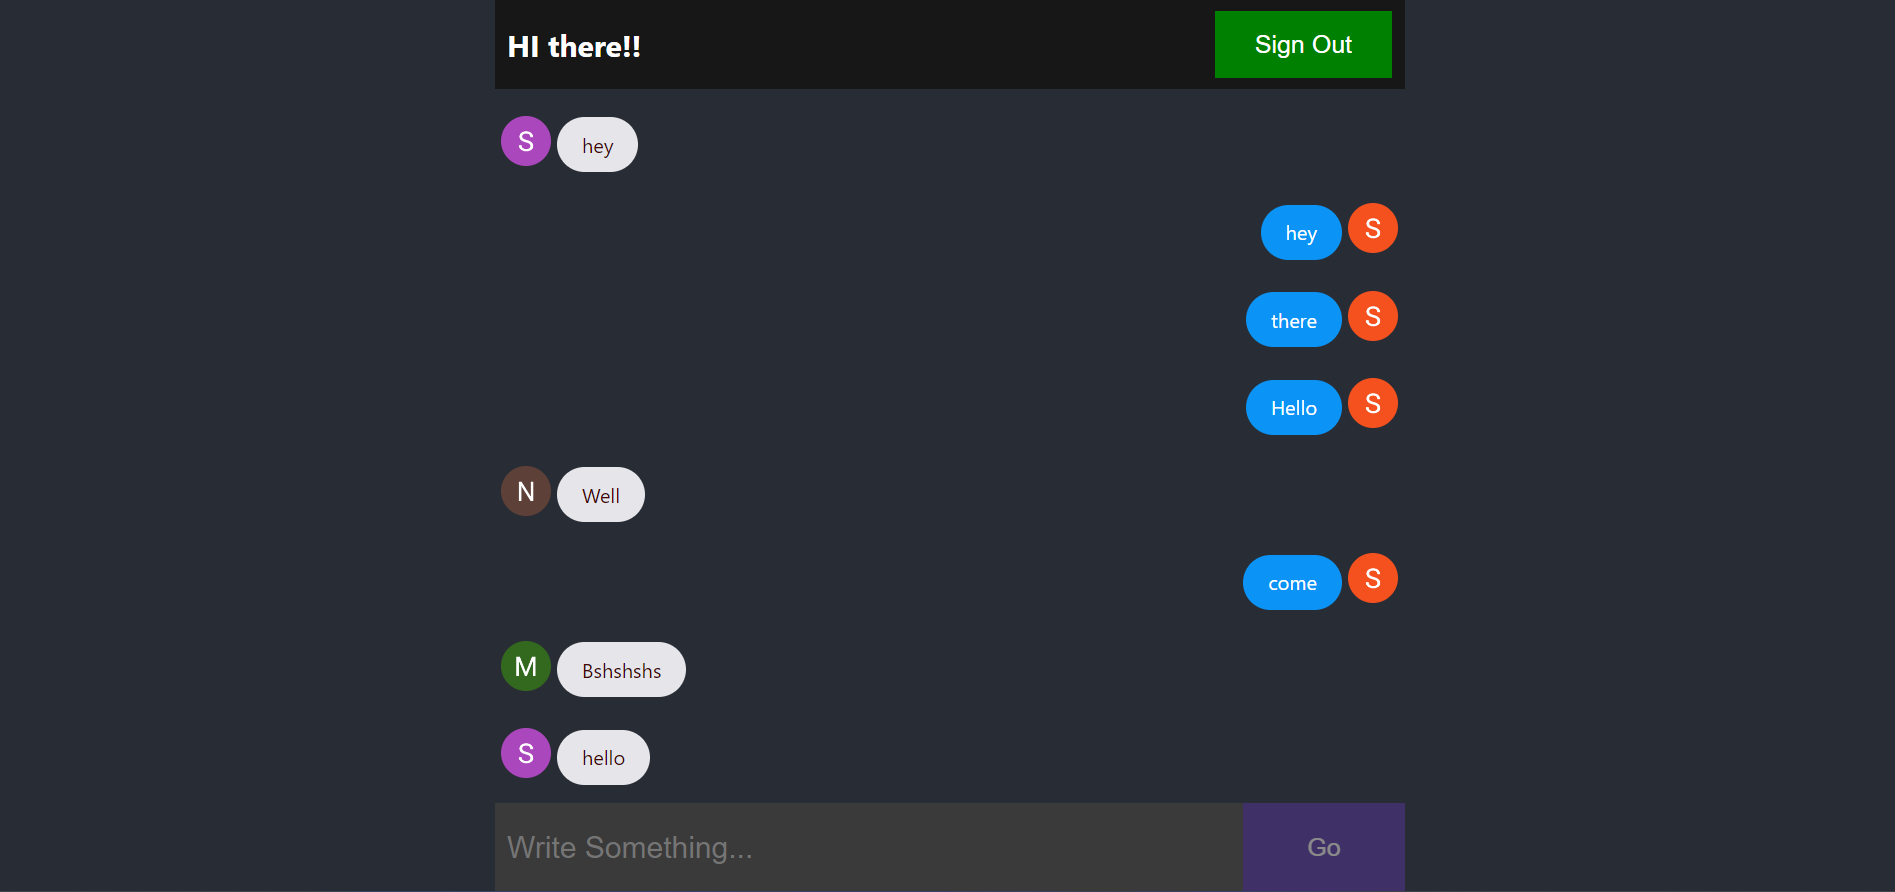 HI there!!
Sign Out
S hey
hey S
there S
Hello S
N Well
come S
M Bshshshs
S hello
Write Something...
Go